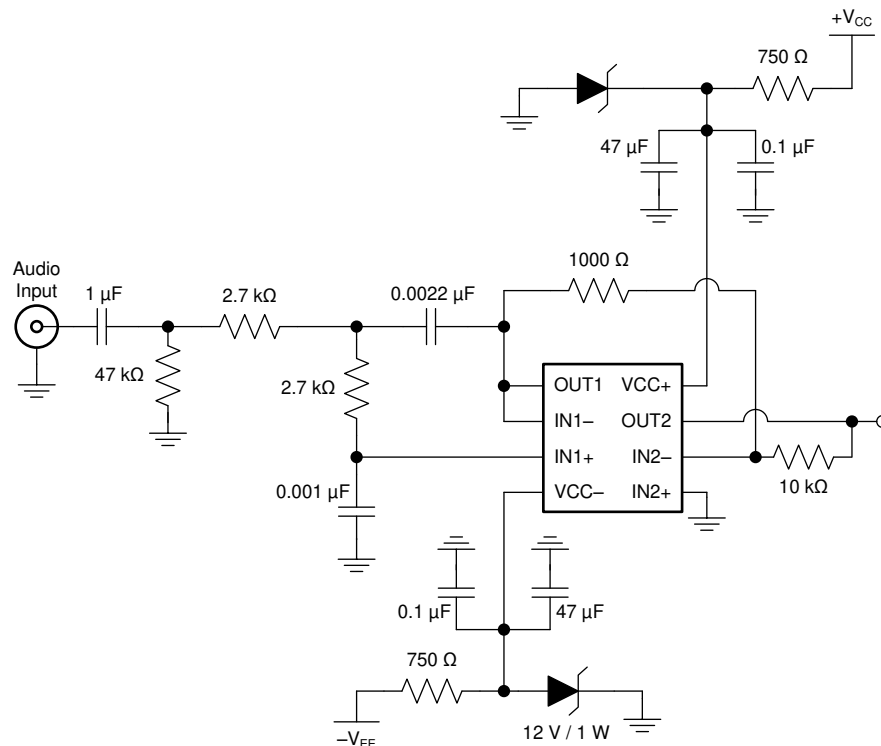 +VCC
750 Ω
47 µF
0.1 µF
1000 Ω
Audio
Input
1 µF
2.7 kΩ
0.0022 µF
47 kΩ
2.7 kΩ
OUT1
VCC+
IN1–
OUT2
IN1+
IN2–
VCC–
IN2+
10 kΩ
0.001 µF
0.1 µF
47 µF
750 Ω
12 V / 1 W
–VEE